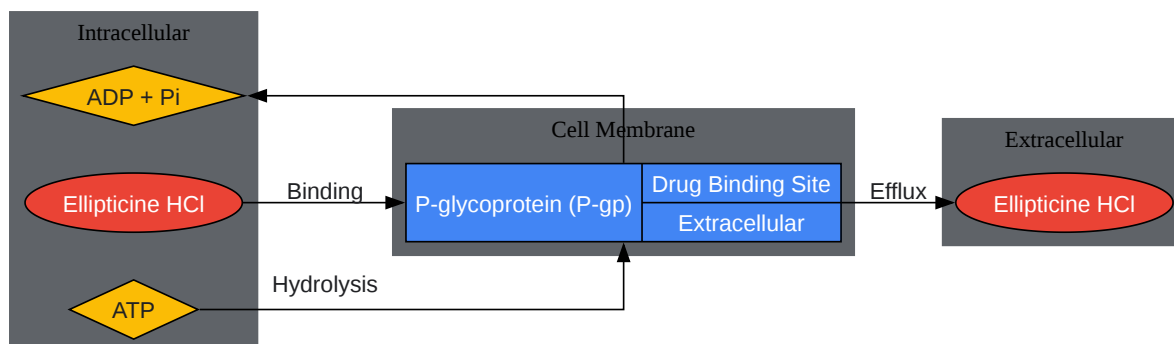 Intracellular
ADP + Pi
Cell Membrane
Extracellular
Ellipticine HCl
Binding
P-glycoprotein (P-gp)
Drug Binding Site
Extracellular
Efflux
Ellipticine HCl
Hydrolysis
ATP